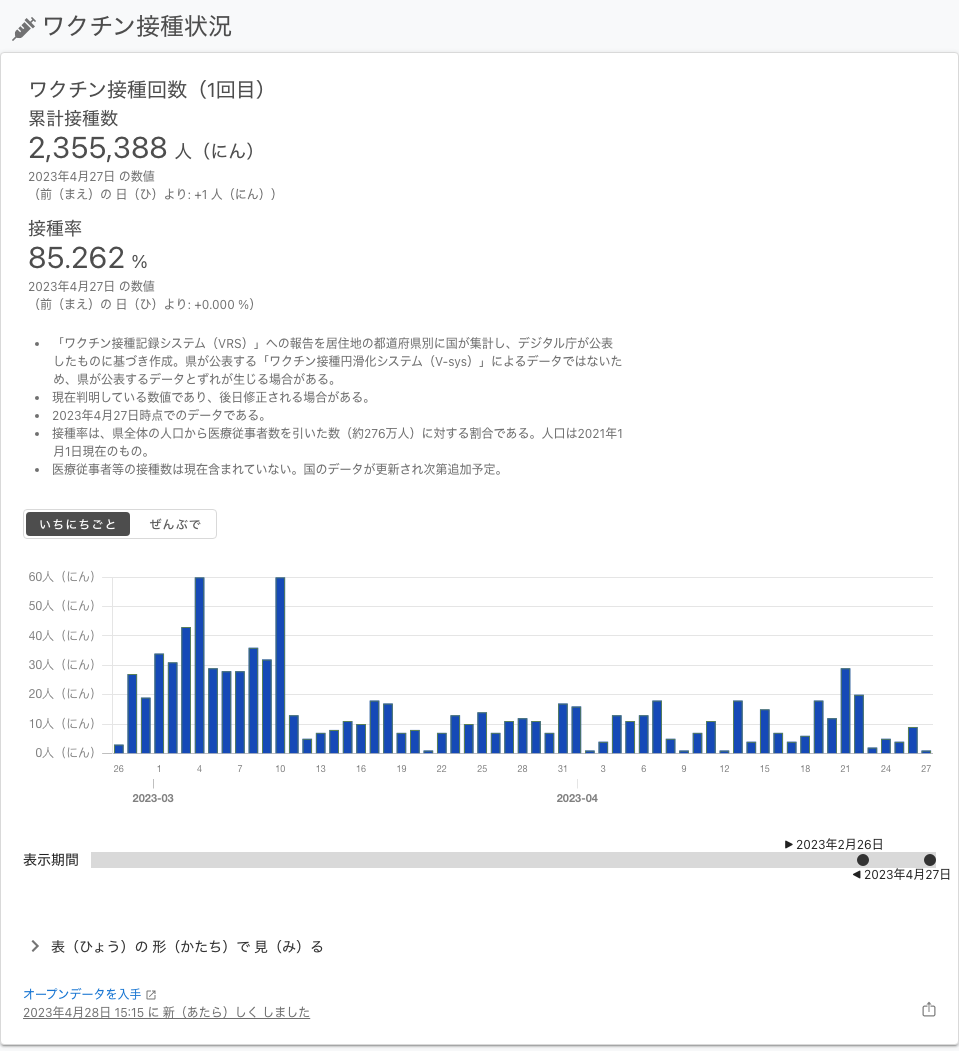 ワクチン接種状況
ワクチン接種回数（1回目）
累計接種数
2,355,388 人（にん）
2023年4月27日 の数値
（前（まえ）の 日（ひ）より: +1 人（にん））
接種率
85.262 %
2023年4月27日 の数値
（前（まえ）の 日（ひ）より: +0.000 %）
• 「ワクチン接種記録システム（VRS）」への報告を居住地の都道府県別に国が集計し、デジタル庁が公表
したものに基づき作成。県が公表する「ワクチン接種円滑化システム（V-sys）」によるデータではないた
め、県が公表するデータとずれが生じる場合がある。
• 現在判明している数値であり、後日修正される場合がある。
• 2023年4月27日時点でのデータである。
• 接種率は、県全体の人口から医療従事者数を引いた数（約276万人）に対する割合である。人口は2021年1
月1日現在のもの。
• 医療従事者等の接種数は現在含まれていない。国のデータが更新され次第追加予定。
いちにちごと ぜんぶで
60人（にん）
50人（にん）
40人（にん）
30人（にん）
20人（にん）
10人（にん）
0人（にん）
26 1 4 7 10 13 16 19 22 25 28 31 3 6 9 12 15 18 21 24 27
2023-03 2023-04
▶ 2023年2月26日
表示期間
◀ 2023年4月27日
表（ひょう）の 形（かたち）で 見（み）る
オープンデータを入手
2023年4月28日 15:15 に 新（あたら）しく しました